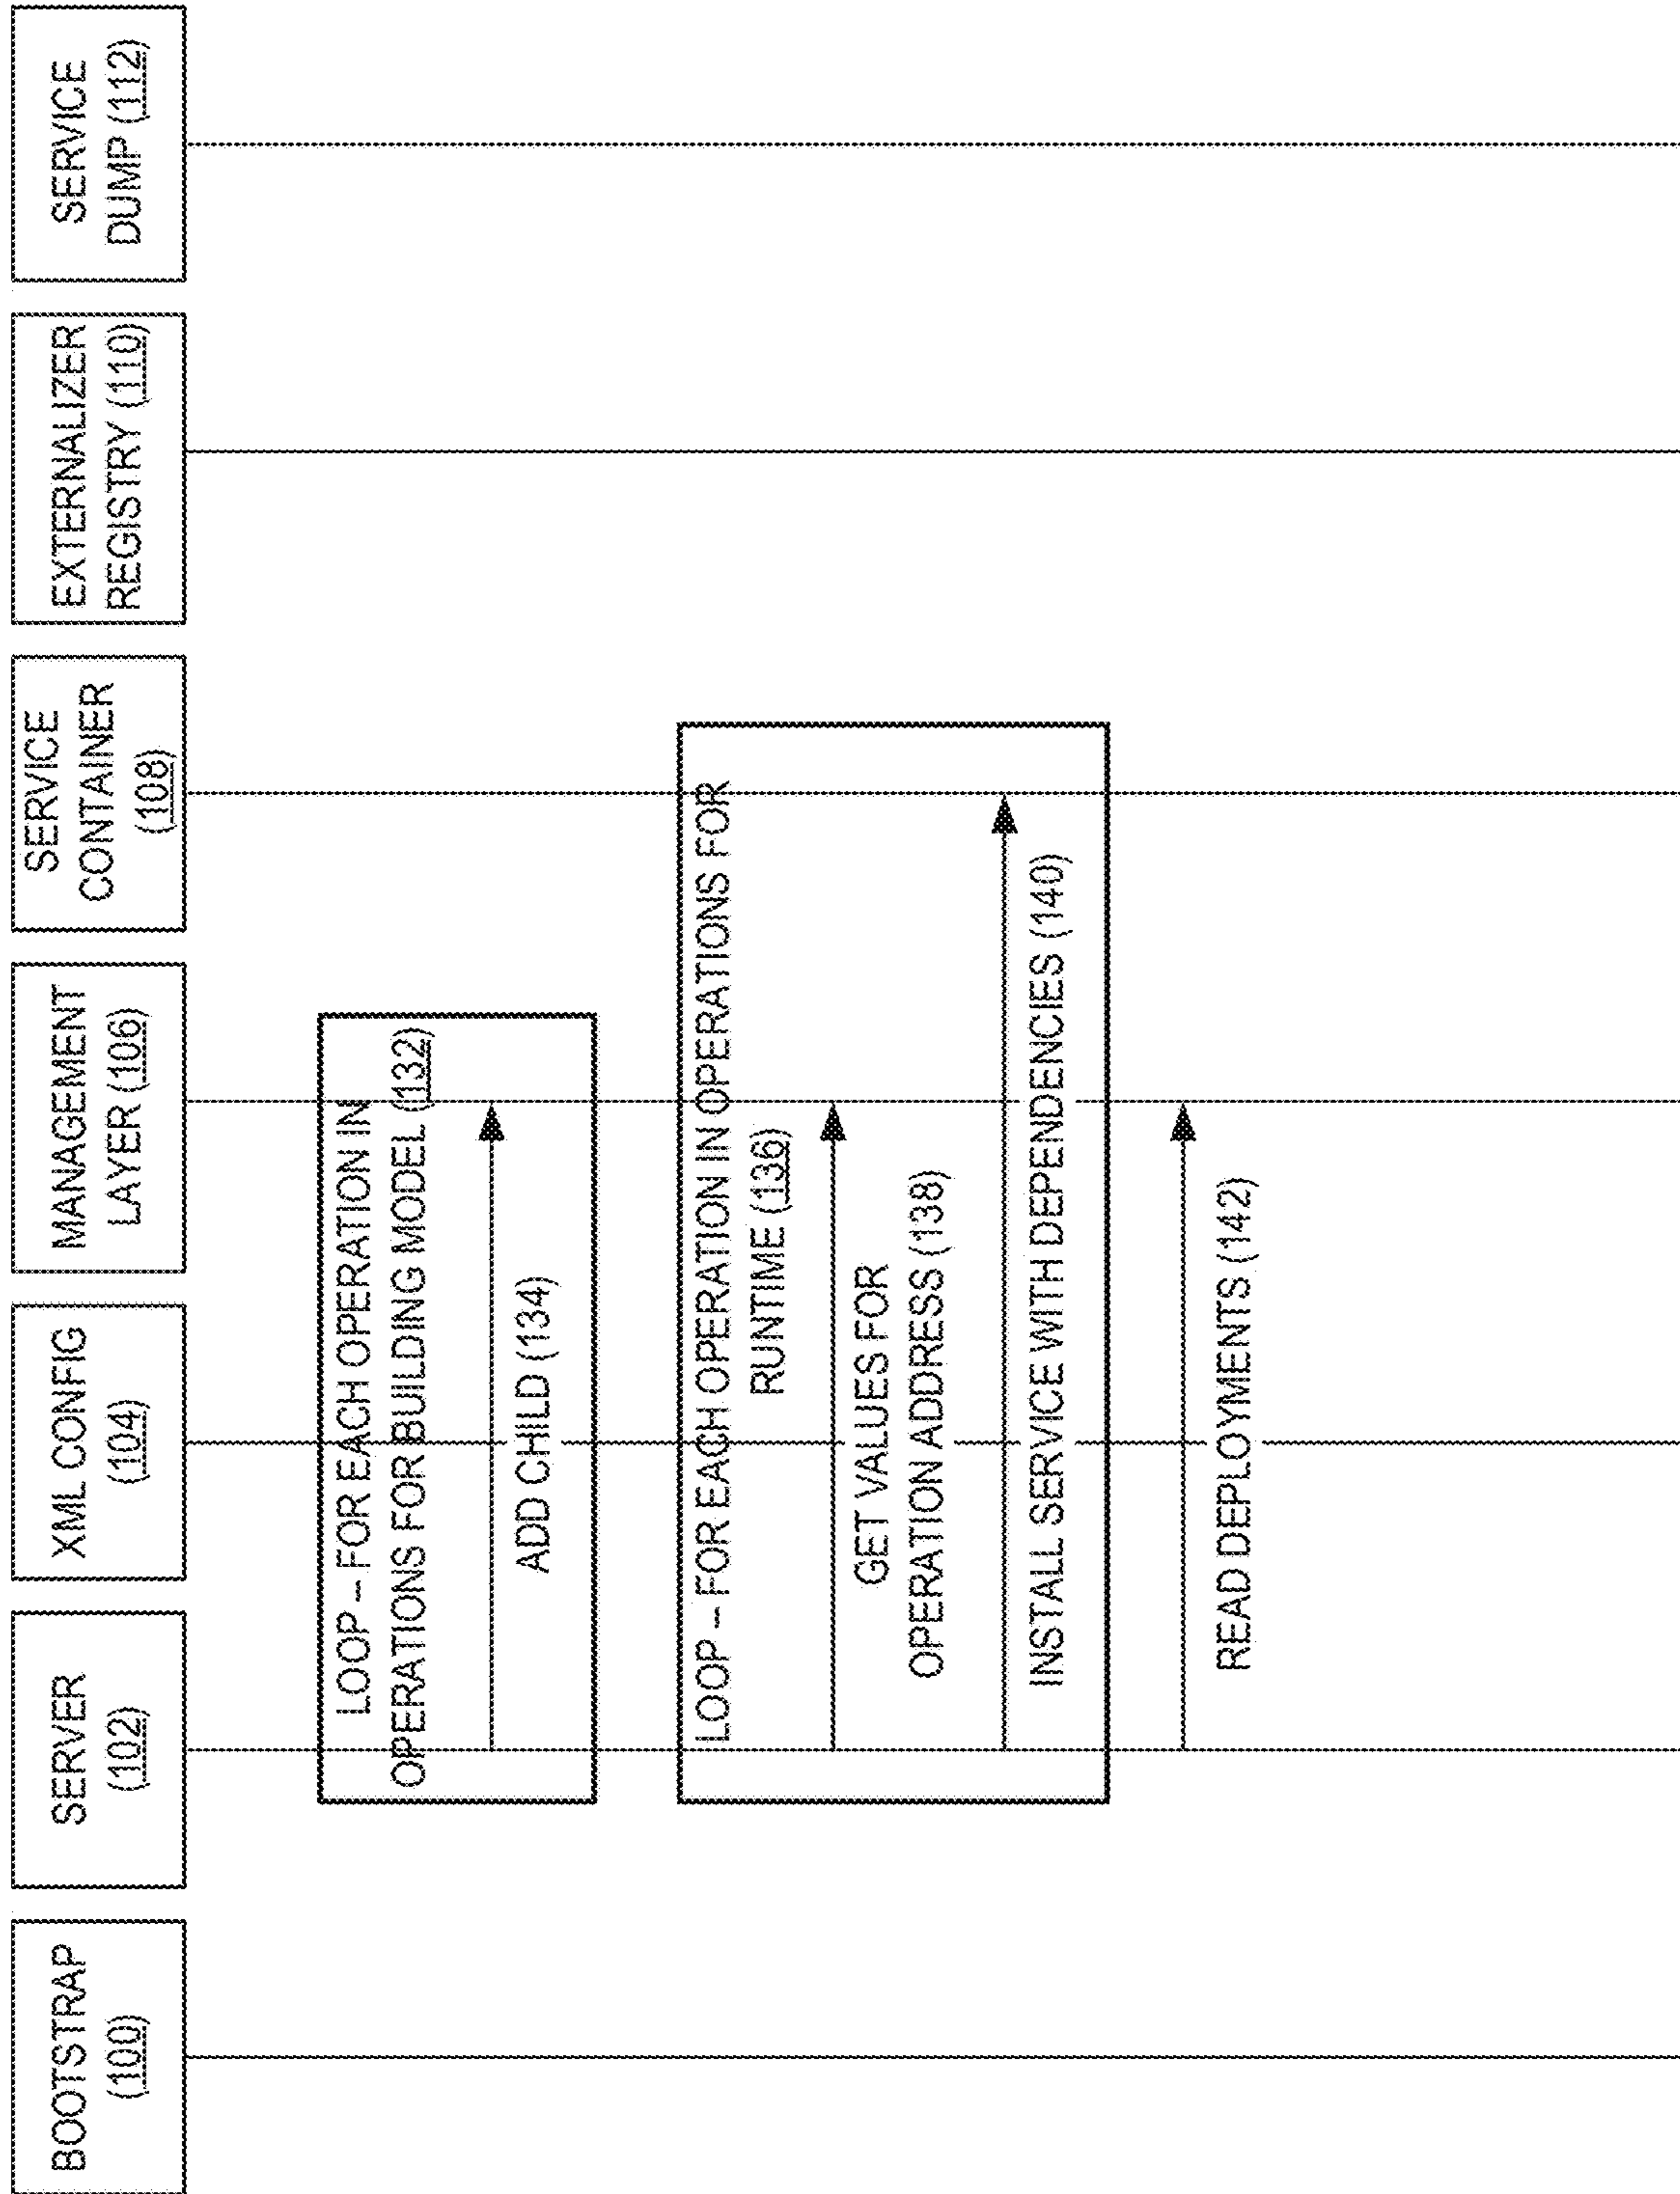 BOOTSTRAP
(100)
SERVER
(102)
XML CONFIG
(104)
MANAGEMENT
LAYER (106)
SERVICE
CONTAINER
(108)
EXTERNALIZER
REGISTRY (110)
SERVICE
DUMP (112)
LOOP – FOR EACH OPERATION IN
OPERATIONS FOR BUILDING MODEL (132)
ADD CHILD (134)
LOOP – FOR EACH OPERATION IN OPERATIONS FOR
RUNTIME (136)
GET VALUES FOR
OPERATION ADDRESS (138)
INSTALL SERVICE WITH DEPENDENCIES (140)
READ DEPLOYMENTS (142)